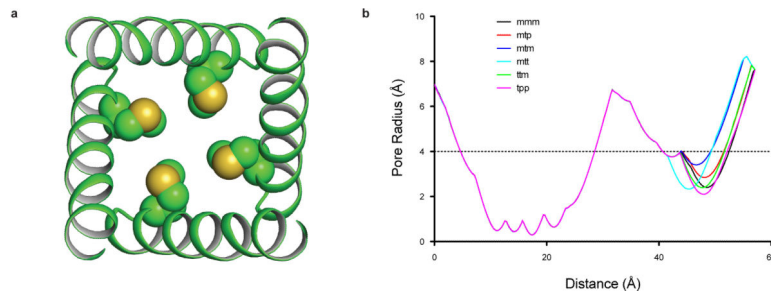 a
b
mmm
mtp
mtm
mtt
ttm
tpp
10
8
6
4
2
0
Pore Radius (Å)
0
20
40
6
Distance (Å)